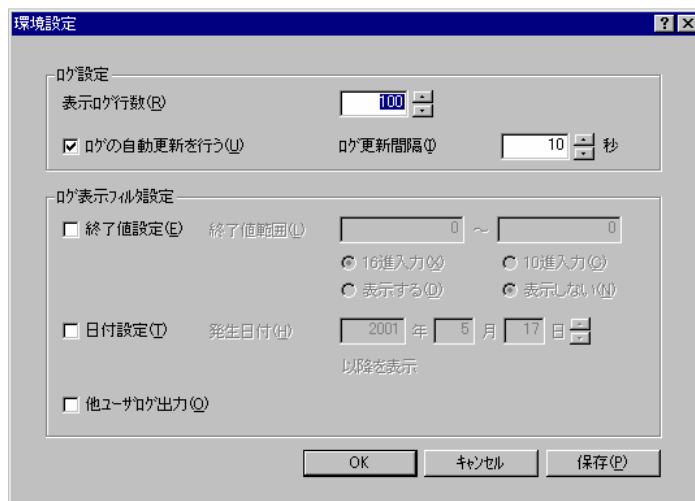 環境設定
ログ設定
表示ログ行数(R) 100
ログの自動更新を行う(U) ログ更新間隔(I) 10 秒
ログ表示フィルタ設定
終了値設定(E) 終了値範囲(L) 0 ～ 0
16進入力(X) 10進入力(C)
表示する(D) 表示しない(N)
日付設定(T) 発生日付(H) 2001 年 5 月 17 日
以降を表示
他ユーザログ出力(O)
OK キャンセル 保存(P)